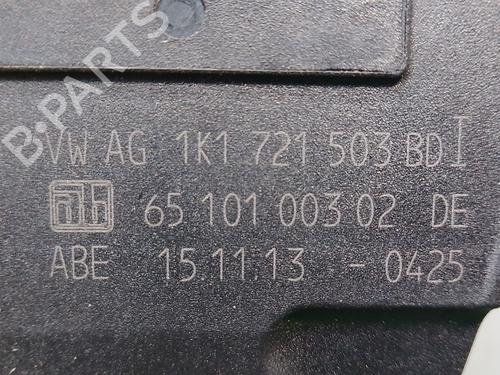 B-PARTS
VW AG 1K1 721 503 BD I
65 101 003 02 DE
ABE 15.11.13 - 0425